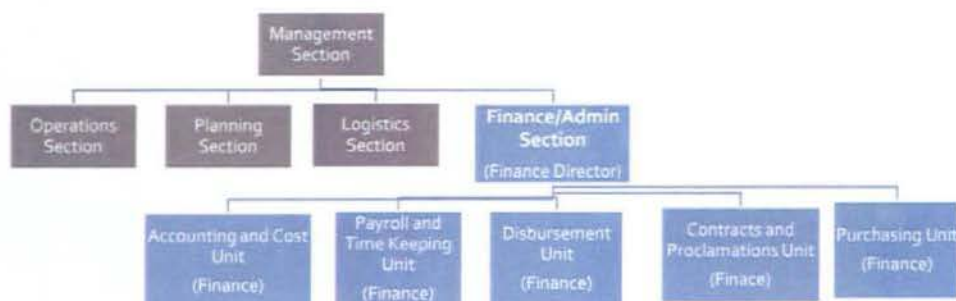 Management
Section
Operations
Section
Planning
Section
Logistics
Section
Finance/Admin
Section
(Finance Director)
Accounting and Cost
Unit
(Finance)
Payroll and
Time Keeping
Unit
(Finance)
Disbursement
Unit
(Finance)
Contracts and
Proclamations Unit
(Finace)
Purchasing Unit
(Finance)